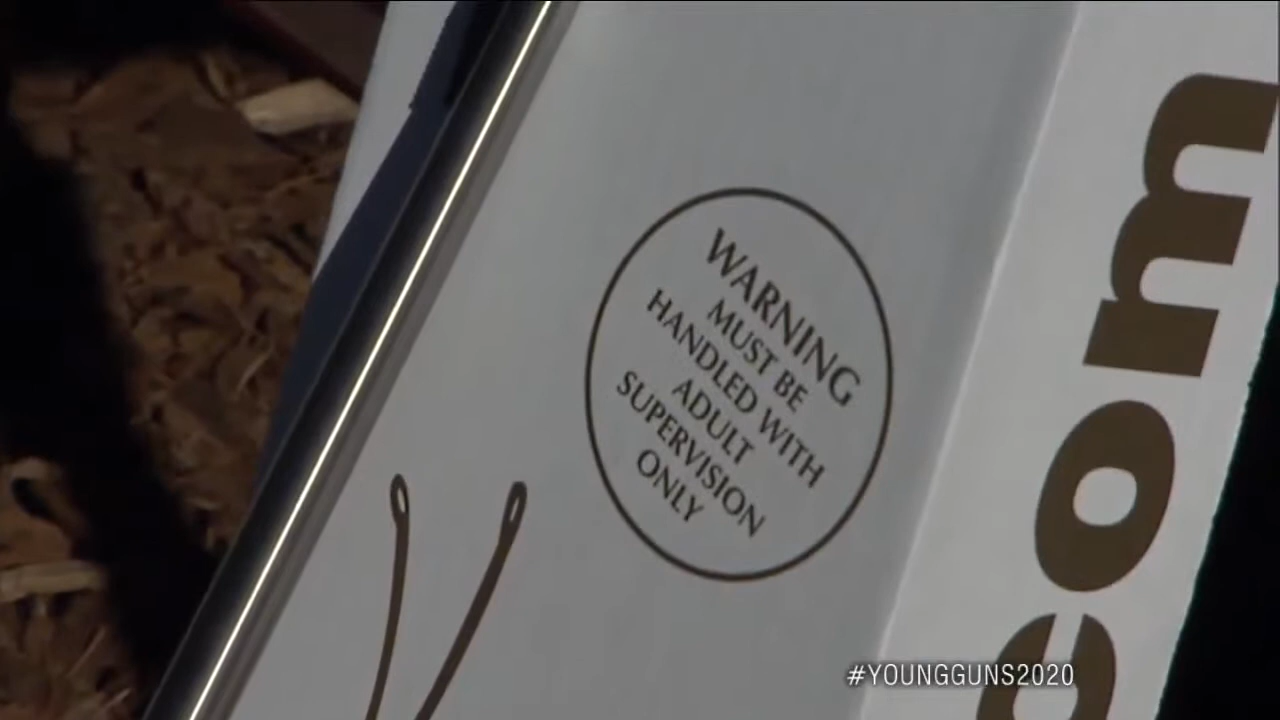 WARNING
MUST BE
HANDLED WITH
ADULT
SUPERVISION
ONLY
com
#YOUNGGUNS2020